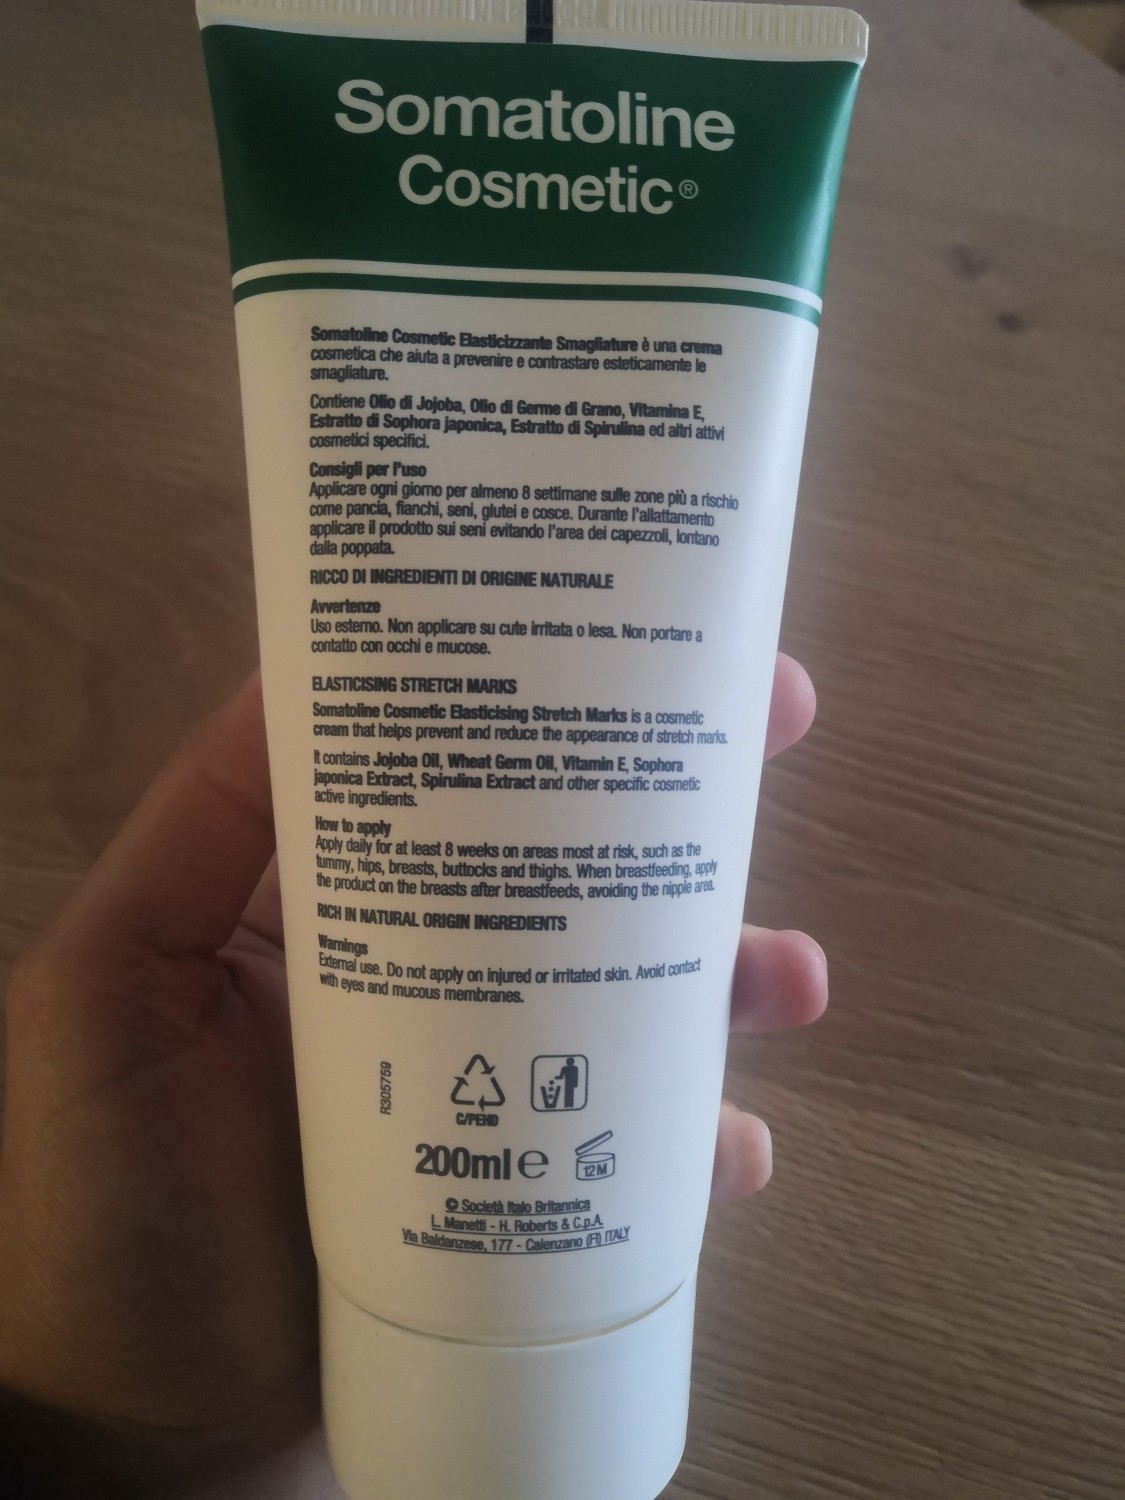 Somatoline
Cosmetic®
Somatoline Cosmetic Elasticizzante Smagliature è una crema
cosmetica che aiuta a prevenire e contrastare esteticamente le
smagliature.
Contiene Olio di Jojoba, Olio di Germe di Grano, Vitamina E,
Estratto di Sophora japonica, Estratto di Spirulina ed altri attivi
cosmetici specifici.
Consigli per l'uso
Applicare ogni giorno per almeno 8 settimane sulle zone più a rischio
come pancia, fianchi, seni, glutei e cosce. Durante l'allattamento
applicare il prodotto sui seni evitando l'area dei capezzoli, lontano
dalla poppata.
RICCO DI INGREDIENTI DI ORIGINE NATURALE
Avvertenze
Uso esterno. Non applicare su cute irritata o lesa. Non portare a
contatto con occhi e mucose.
ELASTICISING STRETCH MARKS
Somatoline Cosmetic Elasticising Stretch Marks is a cosmetic
cream that helps prevent and reduce the appearance of stretch marks.
It contains Jojoba Oil, Wheat Germ Oil, Vitamin E, Sophora
japonica Extract, Spirulina Extract and other specific cosmetic
active ingredients.
How to apply
Apply daily for at least 8 weeks on areas most at risk, such as the
tummy, hips, breasts, buttocks and thighs. When breastfeeding, apply
the product on the breasts after breastfeeds, avoiding the nipple area.
RICH IN NATURAL ORIGIN INGREDIENTS
Warnings
External use. Do not apply on injured or irritated skin. Avoid contact
with eyes and mucous membranes.
R305759
C/PEHD
200ml e
12M
© Società Italo Britannica
L. Manetti - H. Roberts & C.p.A.
Via Baldanzese, 177 - Calenzano (FI) ITALY